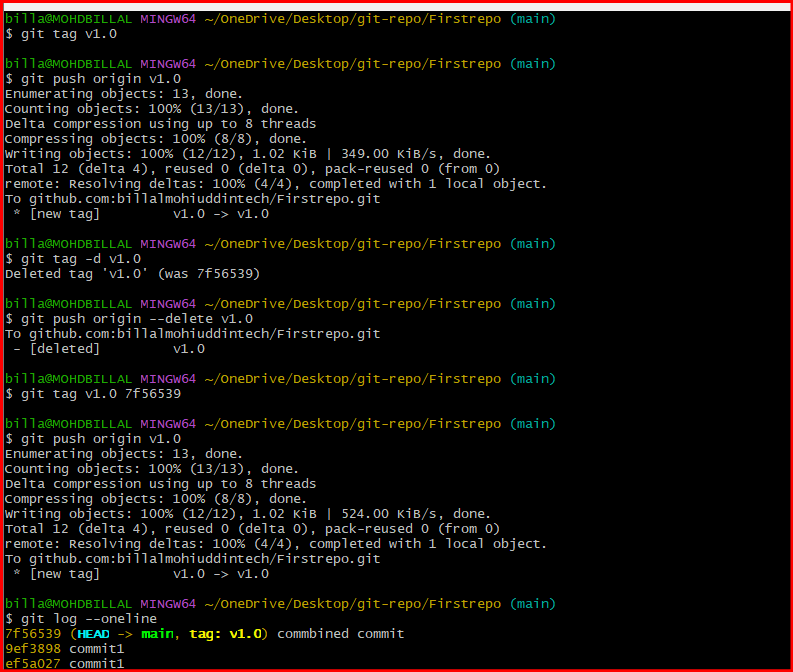 billa@MOHDBILLAL MINGW64 ~/OneDrive/Desktop/git-repo/Firstrepo (main)
$ git tag v1.0
billa@MOHDBILLAL MINGW64 ~/OneDrive/Desktop/git-repo/Firstrepo (main)
$ git push origin v1.0
Enumerating objects: 13, done.
Counting objects: 100% (13/13), done.
Delta compression using up to 8 threads
Compressing objects: 100% (8/8), done.
Writing objects: 100% (12/12), 1.02 KiB | 349.00 KiB/s, done.
Total 12 (delta 4), reused 0 (delta 0), pack-reused 0 (from 0)
remote: Resolving deltas: 100% (4/4), completed with 1 local object.
To github.com:billalmohiuddintech/Firstrepo.git
 * [new tag]         v1.0 -> v1.0
billa@MOHDBILLAL MINGW64 ~/OneDrive/Desktop/git-repo/Firstrepo (main)
$ git tag -d v1.0
Deleted tag 'v1.0' (was 7f56539)
billa@MOHDBILLAL MINGW64 ~/OneDrive/Desktop/git-repo/Firstrepo (main)
$ git push origin --delete v1.0
To github.com:billalmohiuddintech/Firstrepo.git
 - [deleted]         v1.0
billa@MOHDBILLAL MINGW64 ~/OneDrive/Desktop/git-repo/Firstrepo (main)
$ git tag v1.0 7f56539
billa@MOHDBILLAL MINGW64 ~/OneDrive/Desktop/git-repo/Firstrepo (main)
$ git push origin v1.0
Enumerating objects: 13, done.
Counting objects: 100% (13/13), done.
Delta compression using up to 8 threads
Compressing objects: 100% (8/8), done.
Writing objects: 100% (12/12), 1.02 KiB | 524.00 KiB/s, done.
Total 12 (delta 4), reused 0 (delta 0), pack-reused 0 (from 0)
remote: Resolving deltas: 100% (4/4), completed with 1 local object.
To github.com:billalmohiuddintech/Firstrepo.git
 * [new tag]         v1.0 -> v1.0
billa@MOHDBILLAL MINGW64 ~/OneDrive/Desktop/git-repo/Firstrepo (main)
$ git log --oneline
7f56539 (HEAD -> main, tag: v1.0) commbined commit
9ef3898 commit1
ef5a027 commit1